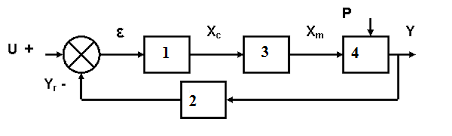 P
U + ε Xc Xm Y
1 3 4
Yr -
2